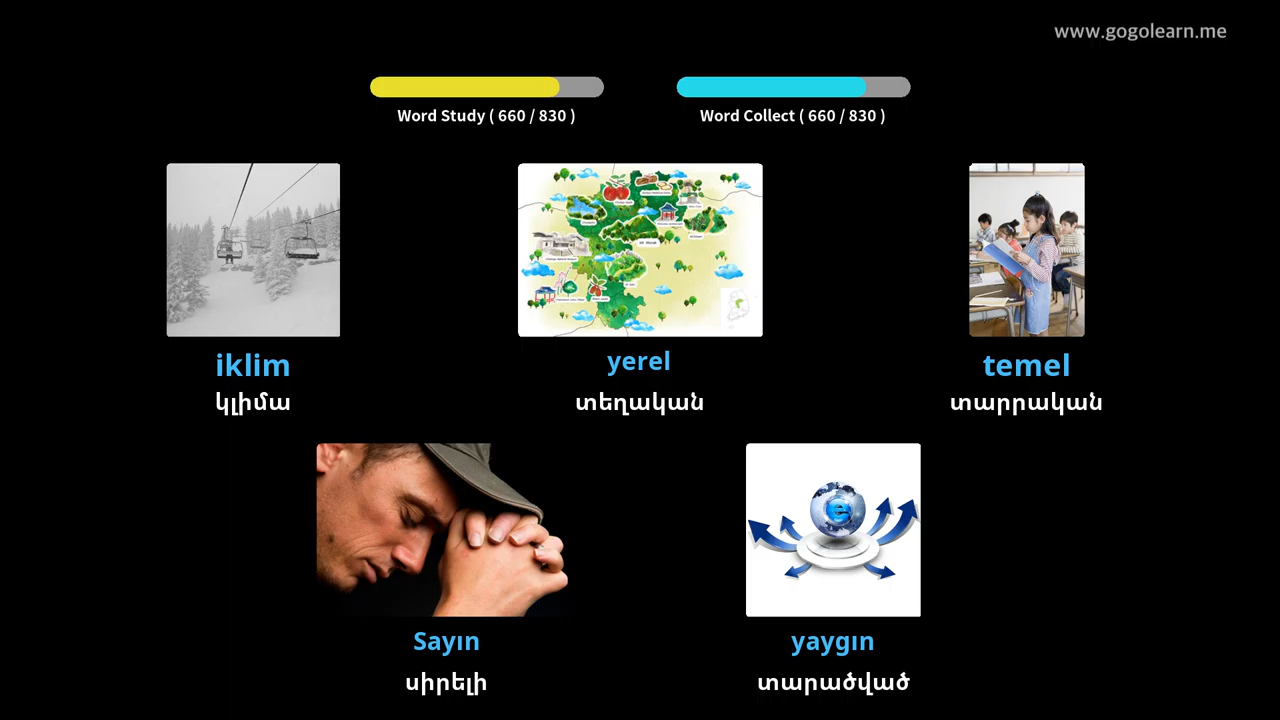 www.gogolearn.me
Word Study ( 660 / 830 )
Word Collect ( 660 / 830 )
iklim
yerel
temel
կլիմա
տեղական
տարրական
Sayın
yaygın
սիրելի
տարածված